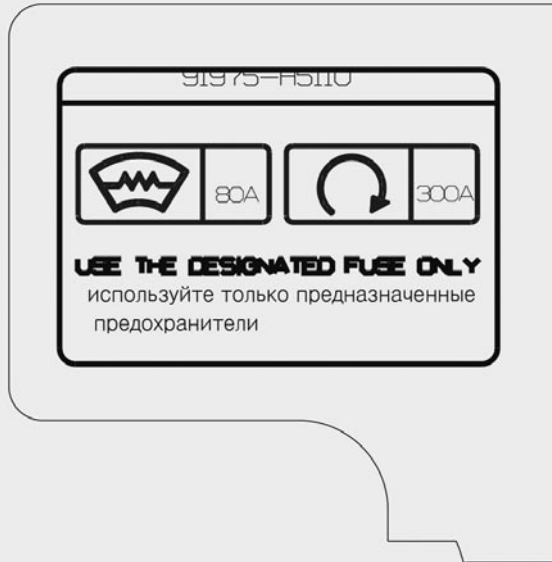 91975-H5110
80A
300A
USE THE DESIGNATED FUSE ONLY
используйте только предназначенные
предохранители